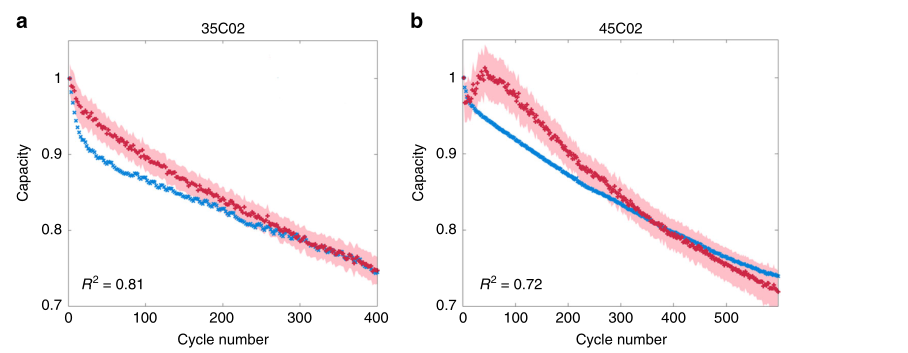 a
35C02
Capacity
1
0.9
0.8
0.7
R² = 0.81
0 100 200 300 400
Cycle number
b
45C02
Capacity
1
0.9
0.8
0.7
R² = 0.72
0 100 200 300 400 500
Cycle number